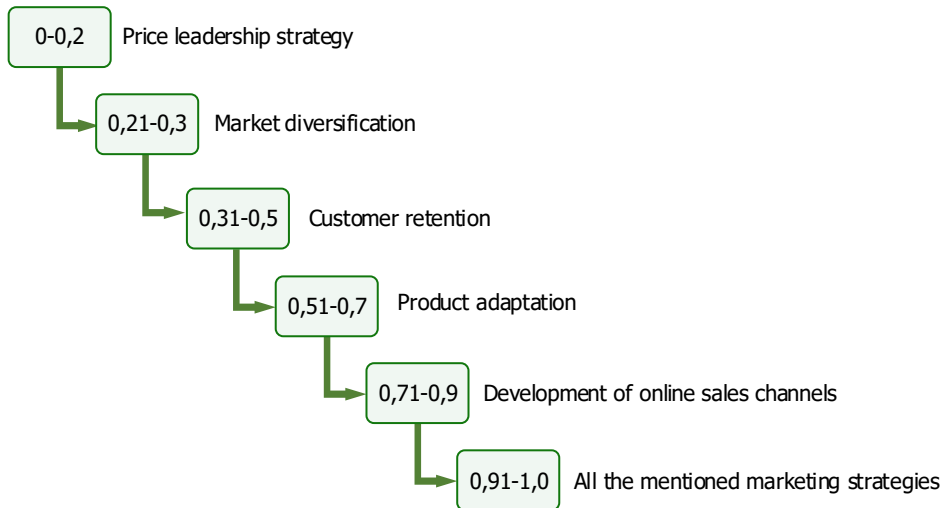 0-0,2 Price leadership strategy
0,21-0,3 Market diversification
0,31-0,5 Customer retention
0,51-0,7 Product adaptation
0,71-0,9 Development of online sales channels
0,91-1,0 All the mentioned marketing strategies